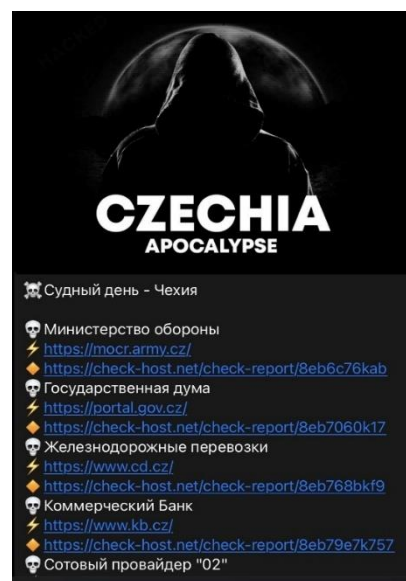 CZECHIA
APOCALYPSE
☠️Судный день - Чехия
💀Министерство обороны
⚡https://mocr.army.cz/
🔸https://check-host.net/check-report/8eb6c76kab
💀Государственная дума
⚡https://portal.gov.cz/
🔸https://check-host.net/check-report/8eb7060k17
💀Железнодорожные перевозки
⚡https://www.cd.cz/
🔸https://check-host.net/check-report/8eb768bkf9
💀Коммерческий Банк
⚡https://www.kb.cz/
🔸https://check-host.net/check-report/8eb79e7k757
💀Сотовый провайдер "02"